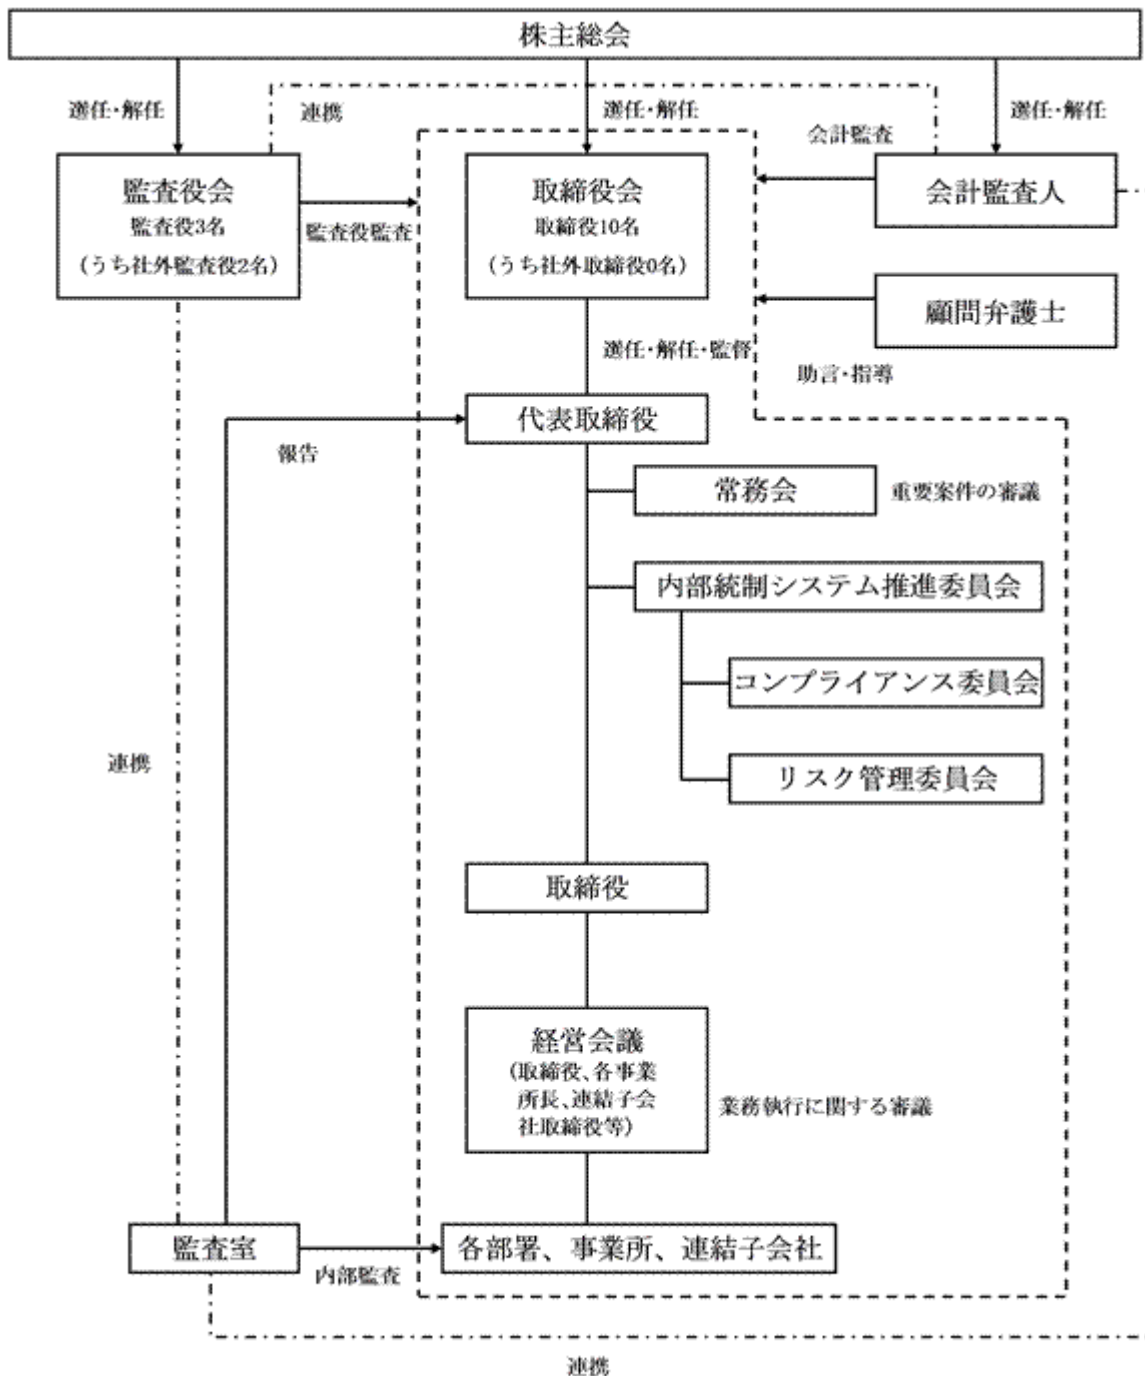 株主総会
選任・解任
連携
選任・解任
会計監査
選任・解任
監査役会
監査役3名
(うち社外監査役2名)
監査役監査
取締役会
取締役10名
(うち社外取締役0名)
会計監査人
顧問弁護士
選任・解任・監督
助言・指導
代表取締役
報告
常務会
重要案件の審議
内部統制システム推進委員会
コンプライアンス委員会
連携
リスク管理委員会
取締役
経営会議
(取締役、各事業
所長、連結子会
社取締役等)
業務執行に関する審議
監査室
内部監査
各部署、事業所、連結子会社
連携